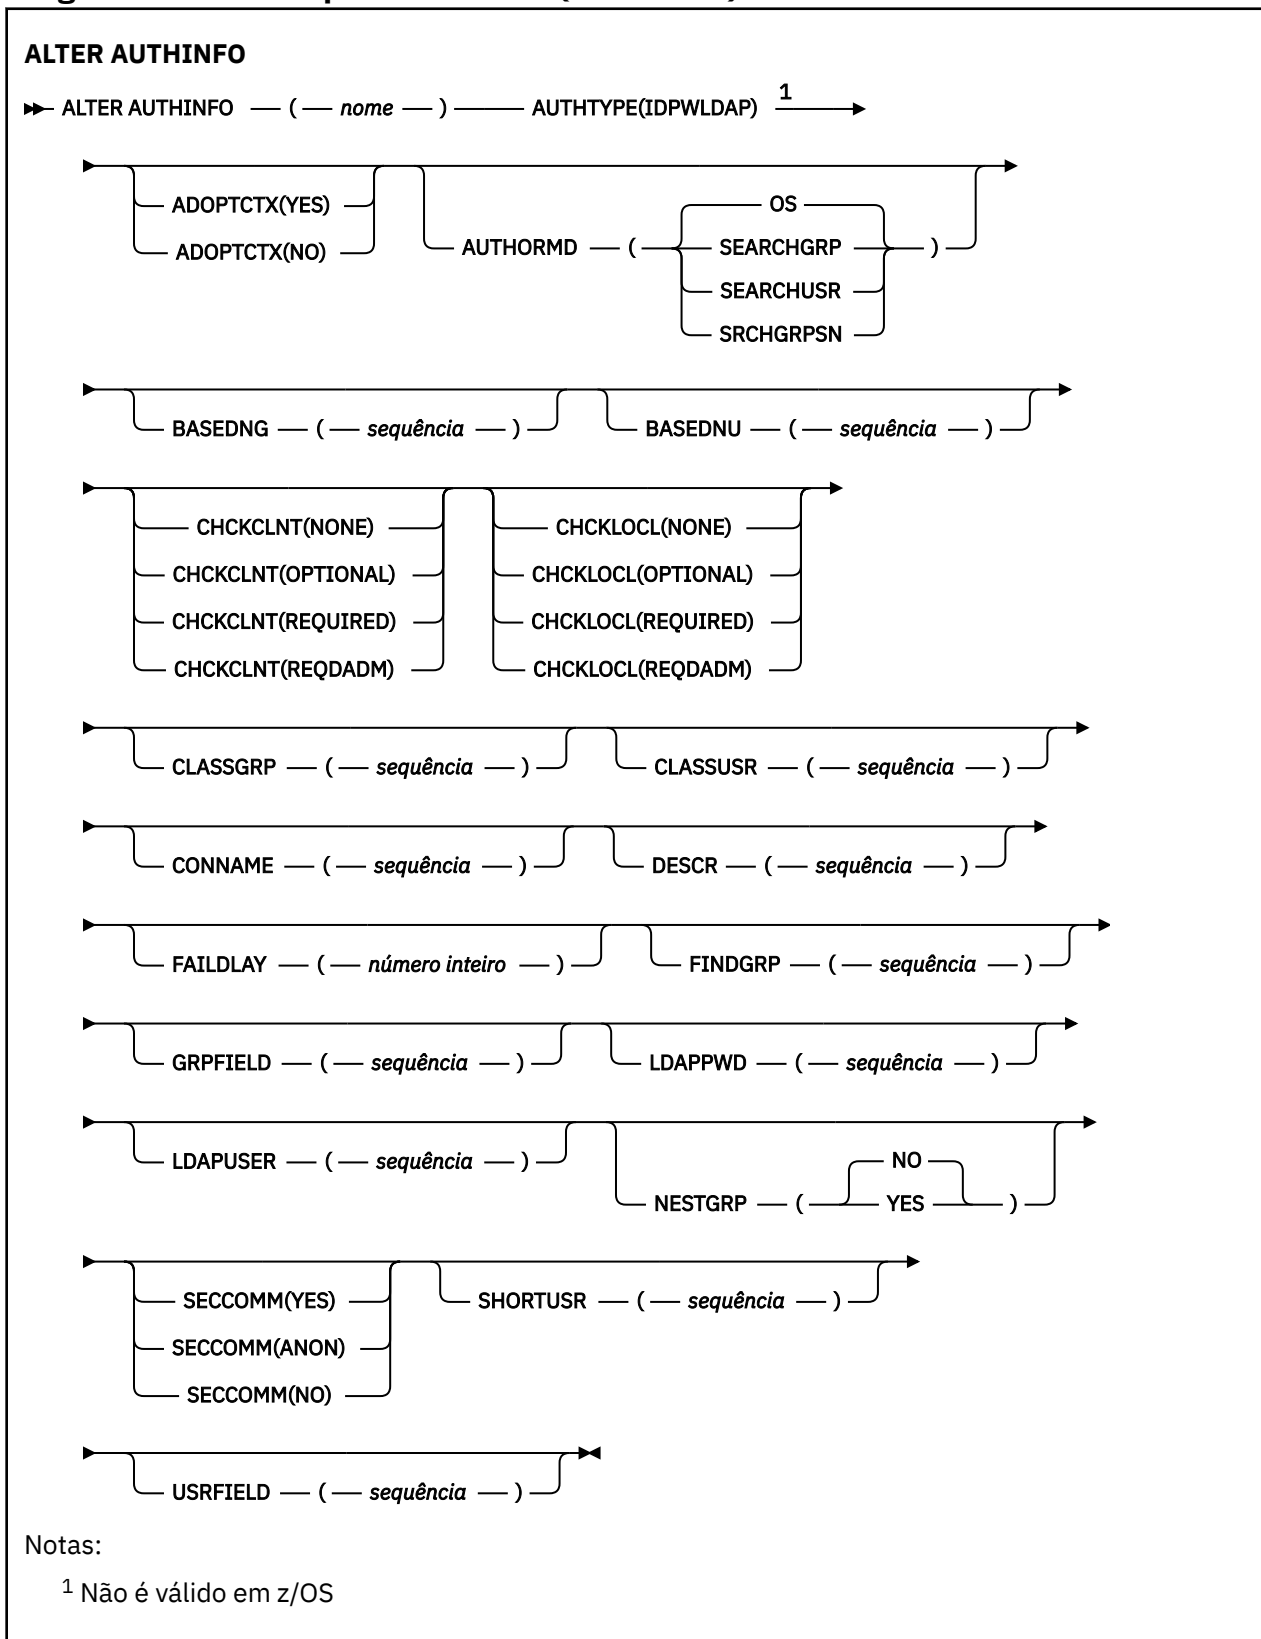 ALTER AUTHINFO
ALTER AUTHINFO ( nome ) AUTHTYPE(IDPWLDAP) 1
ADOPTCTX(YES)
ADOPTCTX(NO)
AUTHORMD ( OS
SEARCHGRP )
SEARCHUSR
SRCHGRPSN
BASEDNG ( sequência ) BASEDNU ( sequência )
CHCKCLNT(NONE) CHCKLOCL(NONE)
CHCKCLNT(OPTIONAL) CHCKLOCL(OPTIONAL)
CHCKCLNT(REQUIRED) CHCKLOCL(REQUIRED)
CHCKCLNT(REQDADM) CHCKLOCL(REQDADM)
CLASSGRP ( sequência ) CLASSUSR ( sequência )
CONNAME ( sequência ) DESCR ( sequência )
FAILDLAY ( número inteiro ) FINDGRP ( sequência )
GRPFIELD ( sequência ) LDAPPWD ( sequência )
LDAPUSER ( sequência )
NESTGRP ( NO
YES )
SECCOMM(YES) SHORTUSR ( sequência )
SECCOMM(ANON)
SECCOMM(NO)
USRFIELD ( sequência )
Notas:
1 Não é válido em z/OS